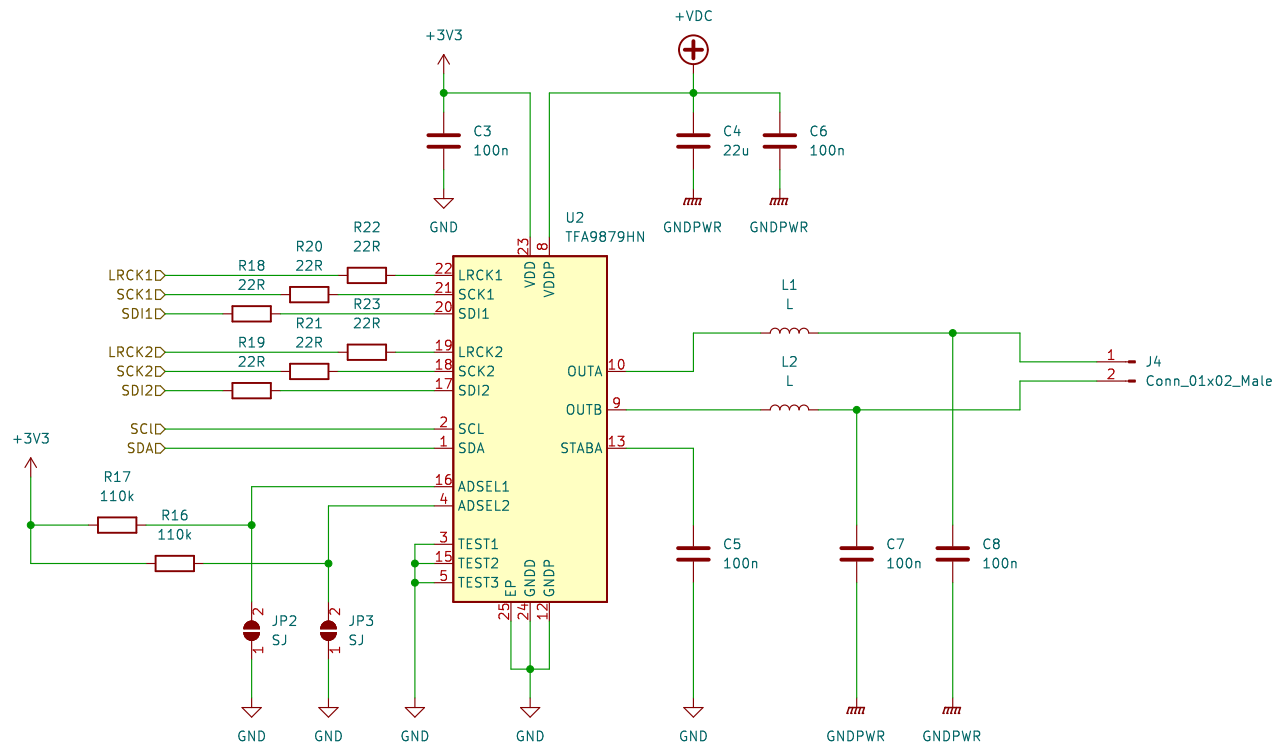 +VDC
+3V3
C3
100n
C4
22u
C6
100n
GND
GNDPWR
GNDPWR
U2
TFA9879HN
R22
22R
R20
22R
R18
22R
R23
22R
R21
22R
R19
22R
LRCK1
SCK1
SDI1
LRCK2
SCK2
SDI2
SCl
SDA
23
8
VDD
VDDP
22 LRCK1
21 SCK1
20 SDI1
19 LRCK2
18 SCK2
17 SDI2
2 SCL
1 SDA
16 ADSEL1
4 ADSEL2
3 TEST1
15 TEST2
5 TEST3
OUTA 10
OUTB 9
STABA 13
EP
GNDD
GNDP
25
24
12
L1
L
L2
L
1
2
J4
Conn_01x02_Male
+3V3
R17
110k
R16
110k
2
JP2
SJ
1
2
JP3
SJ
1
C5
100n
C7
100n
C8
100n
GND
GND
GND
GND
GND
GNDPWR
GNDPWR